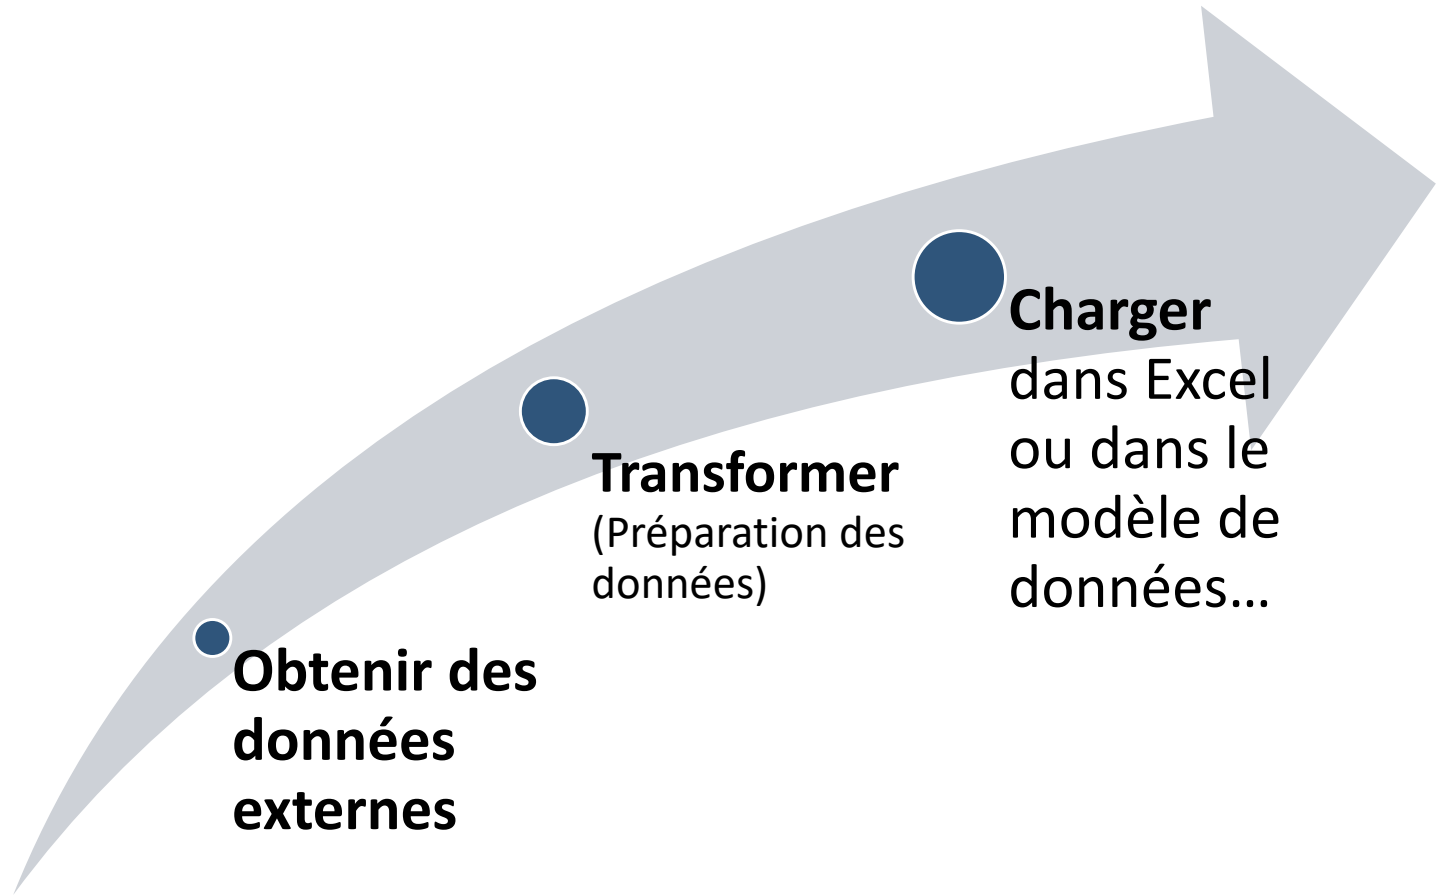 Obtenir des
données
externes
Transformer
(Préparation des
données)
Charger
dans Excel
ou dans le
modèle de
données…